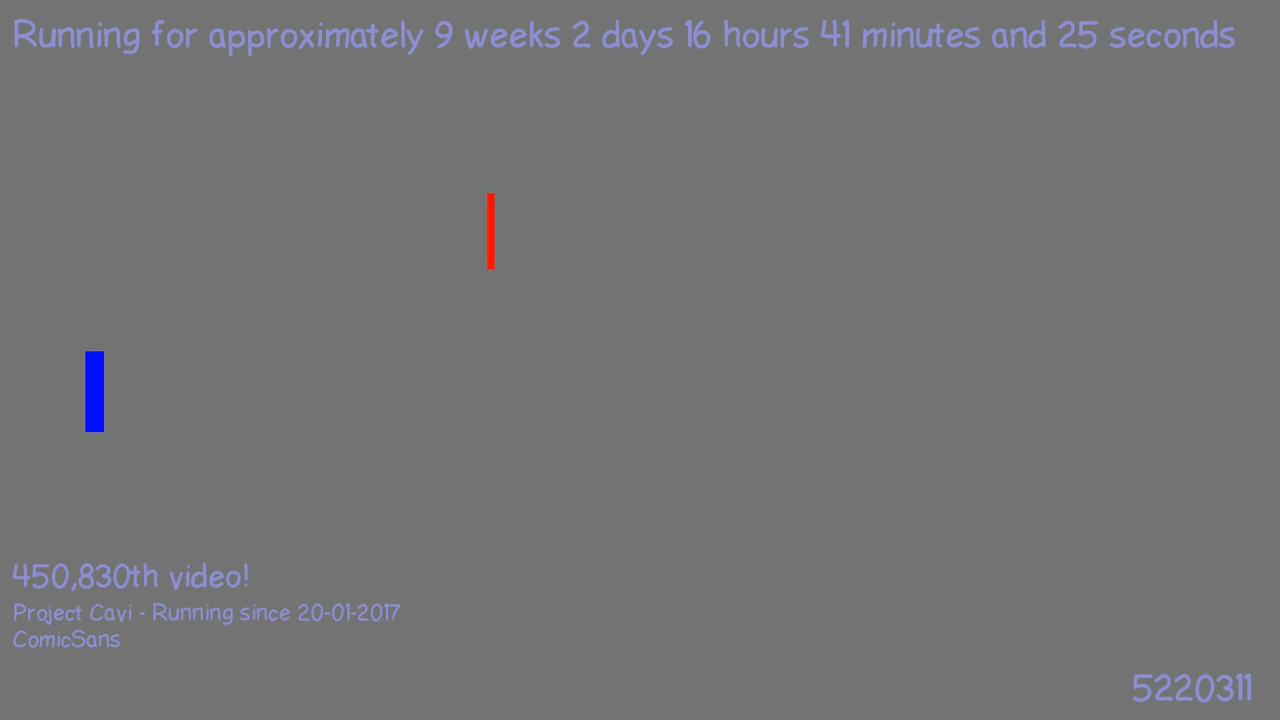 Running for approximately 9 weeks 2 days 16 hours 41 minutes and 25 seconds
450,830th video!
Project Cavi - Running since 20-01-2017
ComicSans
5220311